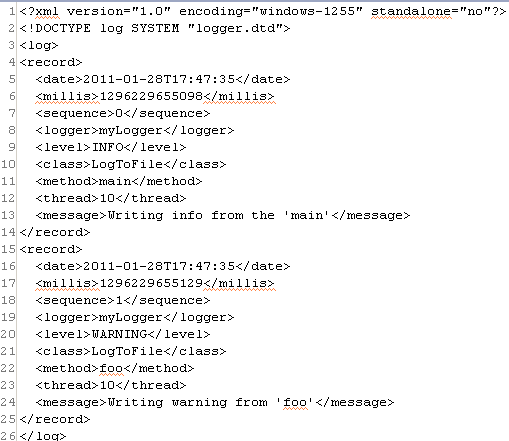 1 <?xml version="1.0" encoding="windows-1255" standalone="no"?>
2 <!DOCTYPE log SYSTEM "logger.dtd">
3 <log>
4 <record>
5   <date>2011-01-28T17:47:35</date>
6   <millis>1296229655098</millis>
7   <sequence>0</sequence>
8   <logger>myLogger</logger>
9   <level>INFO</level>
10   <class>LogToFile</class>
11   <method>main</method>
12   <thread>10</thread>
13   <message>Writing info from the 'main'</message>
14 </record>
15 <record>
16   <date>2011-01-28T17:47:35</date>
17   <millis>1296229655129</millis>
18   <sequence>1</sequence>
19   <logger>myLogger</logger>
20   <level>WARNING</level>
21   <class>LogToFile</class>
22   <method>foo</method>
23   <thread>10</thread>
24   <message>Writing warning from 'foo'</message>
25 </record>
26 </log>